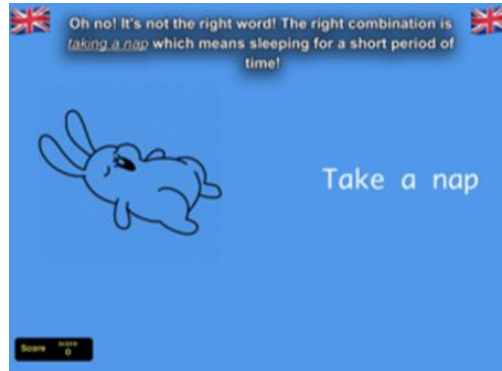 Oh no! It's not the right word! The right combination is
taking a nap which means sleeping for a short period of
time!
Take a nap
Score score
0